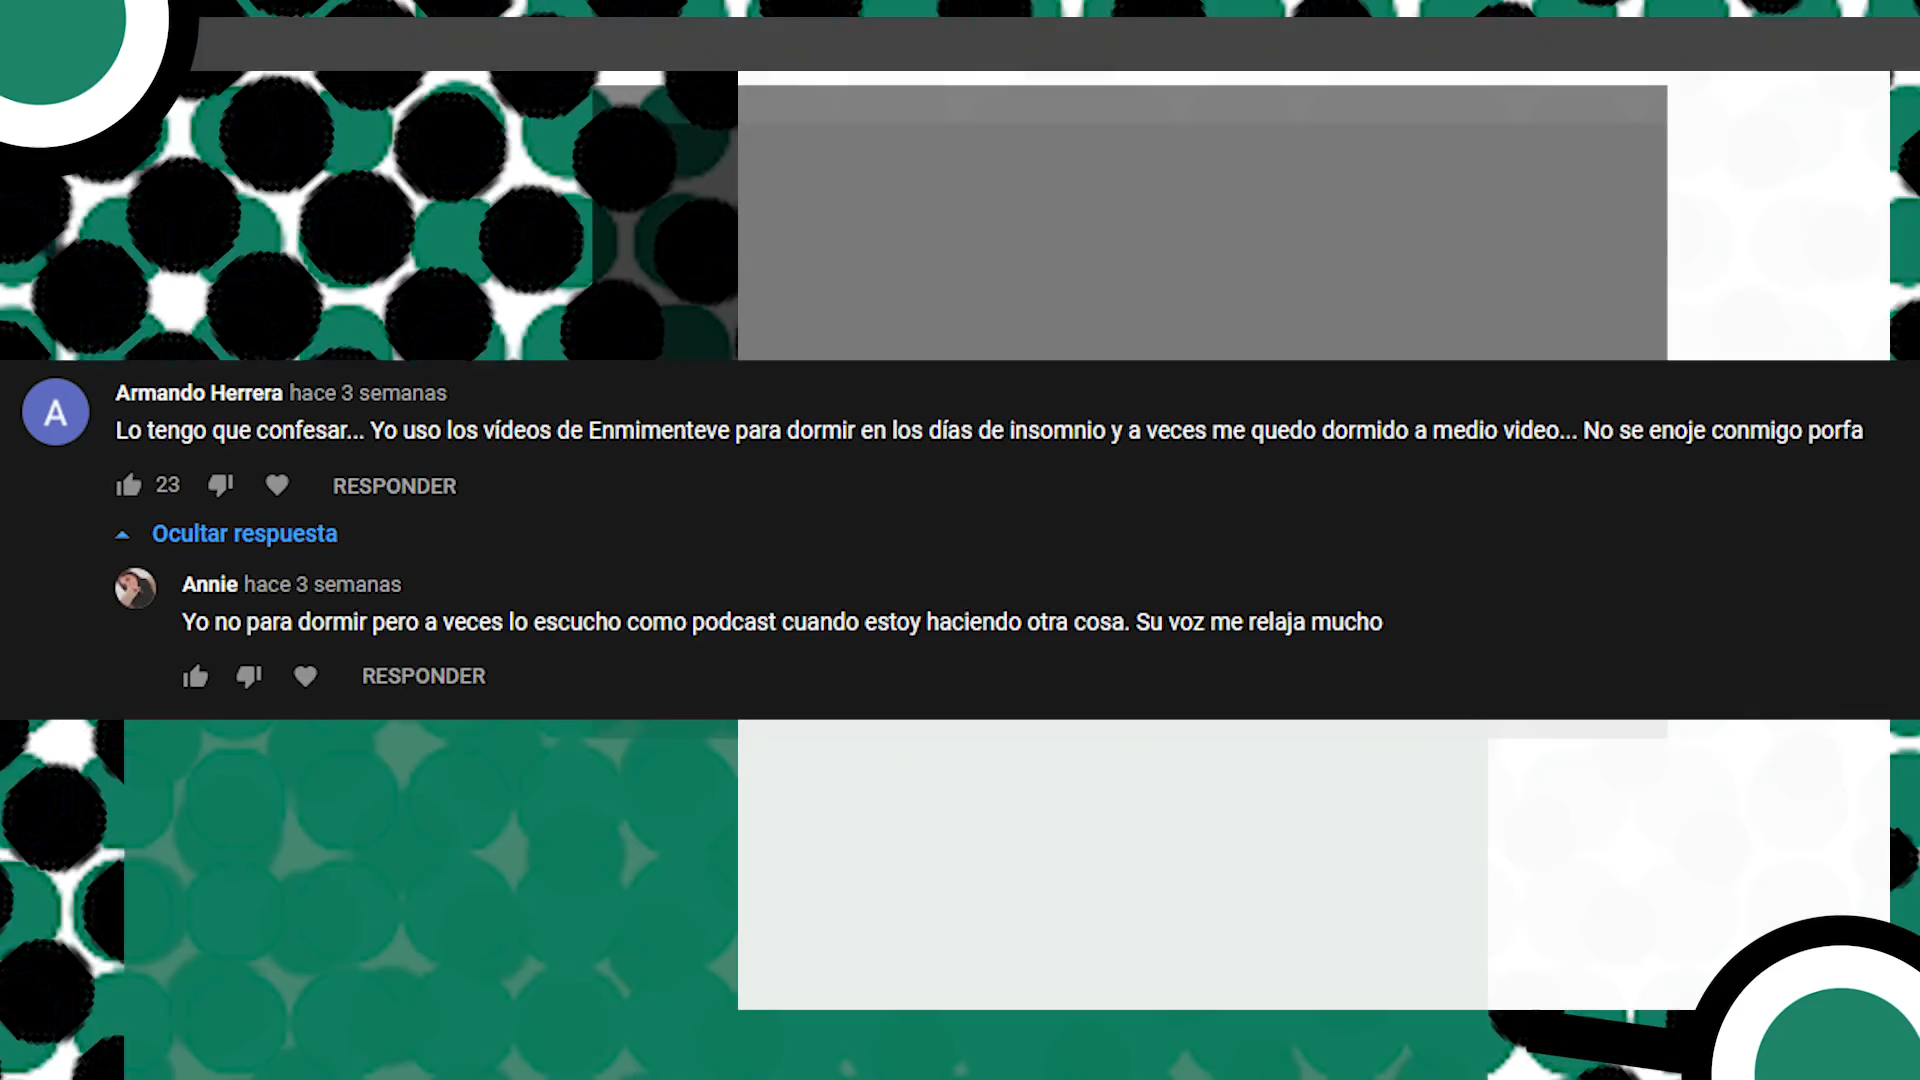 A
Armando Herrera hace 3 semanas
Lo tengo que confesar... Yo uso los vídeos de Enmimenteve para dormir en los días de insomnio y a veces me quedo dormido a medio video... No se enoje conmigo porfa
23 RESPONDER
Ocultar respuesta
Annie hace 3 semanas
Yo no para dormir pero a veces lo escucho como podcast cuando estoy haciendo otra cosa. Su voz me relaja mucho
RESPONDER